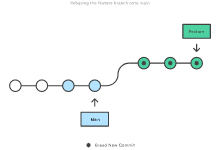 Rebasing the feature branch onto main
Feature
Main
Brand New Commit